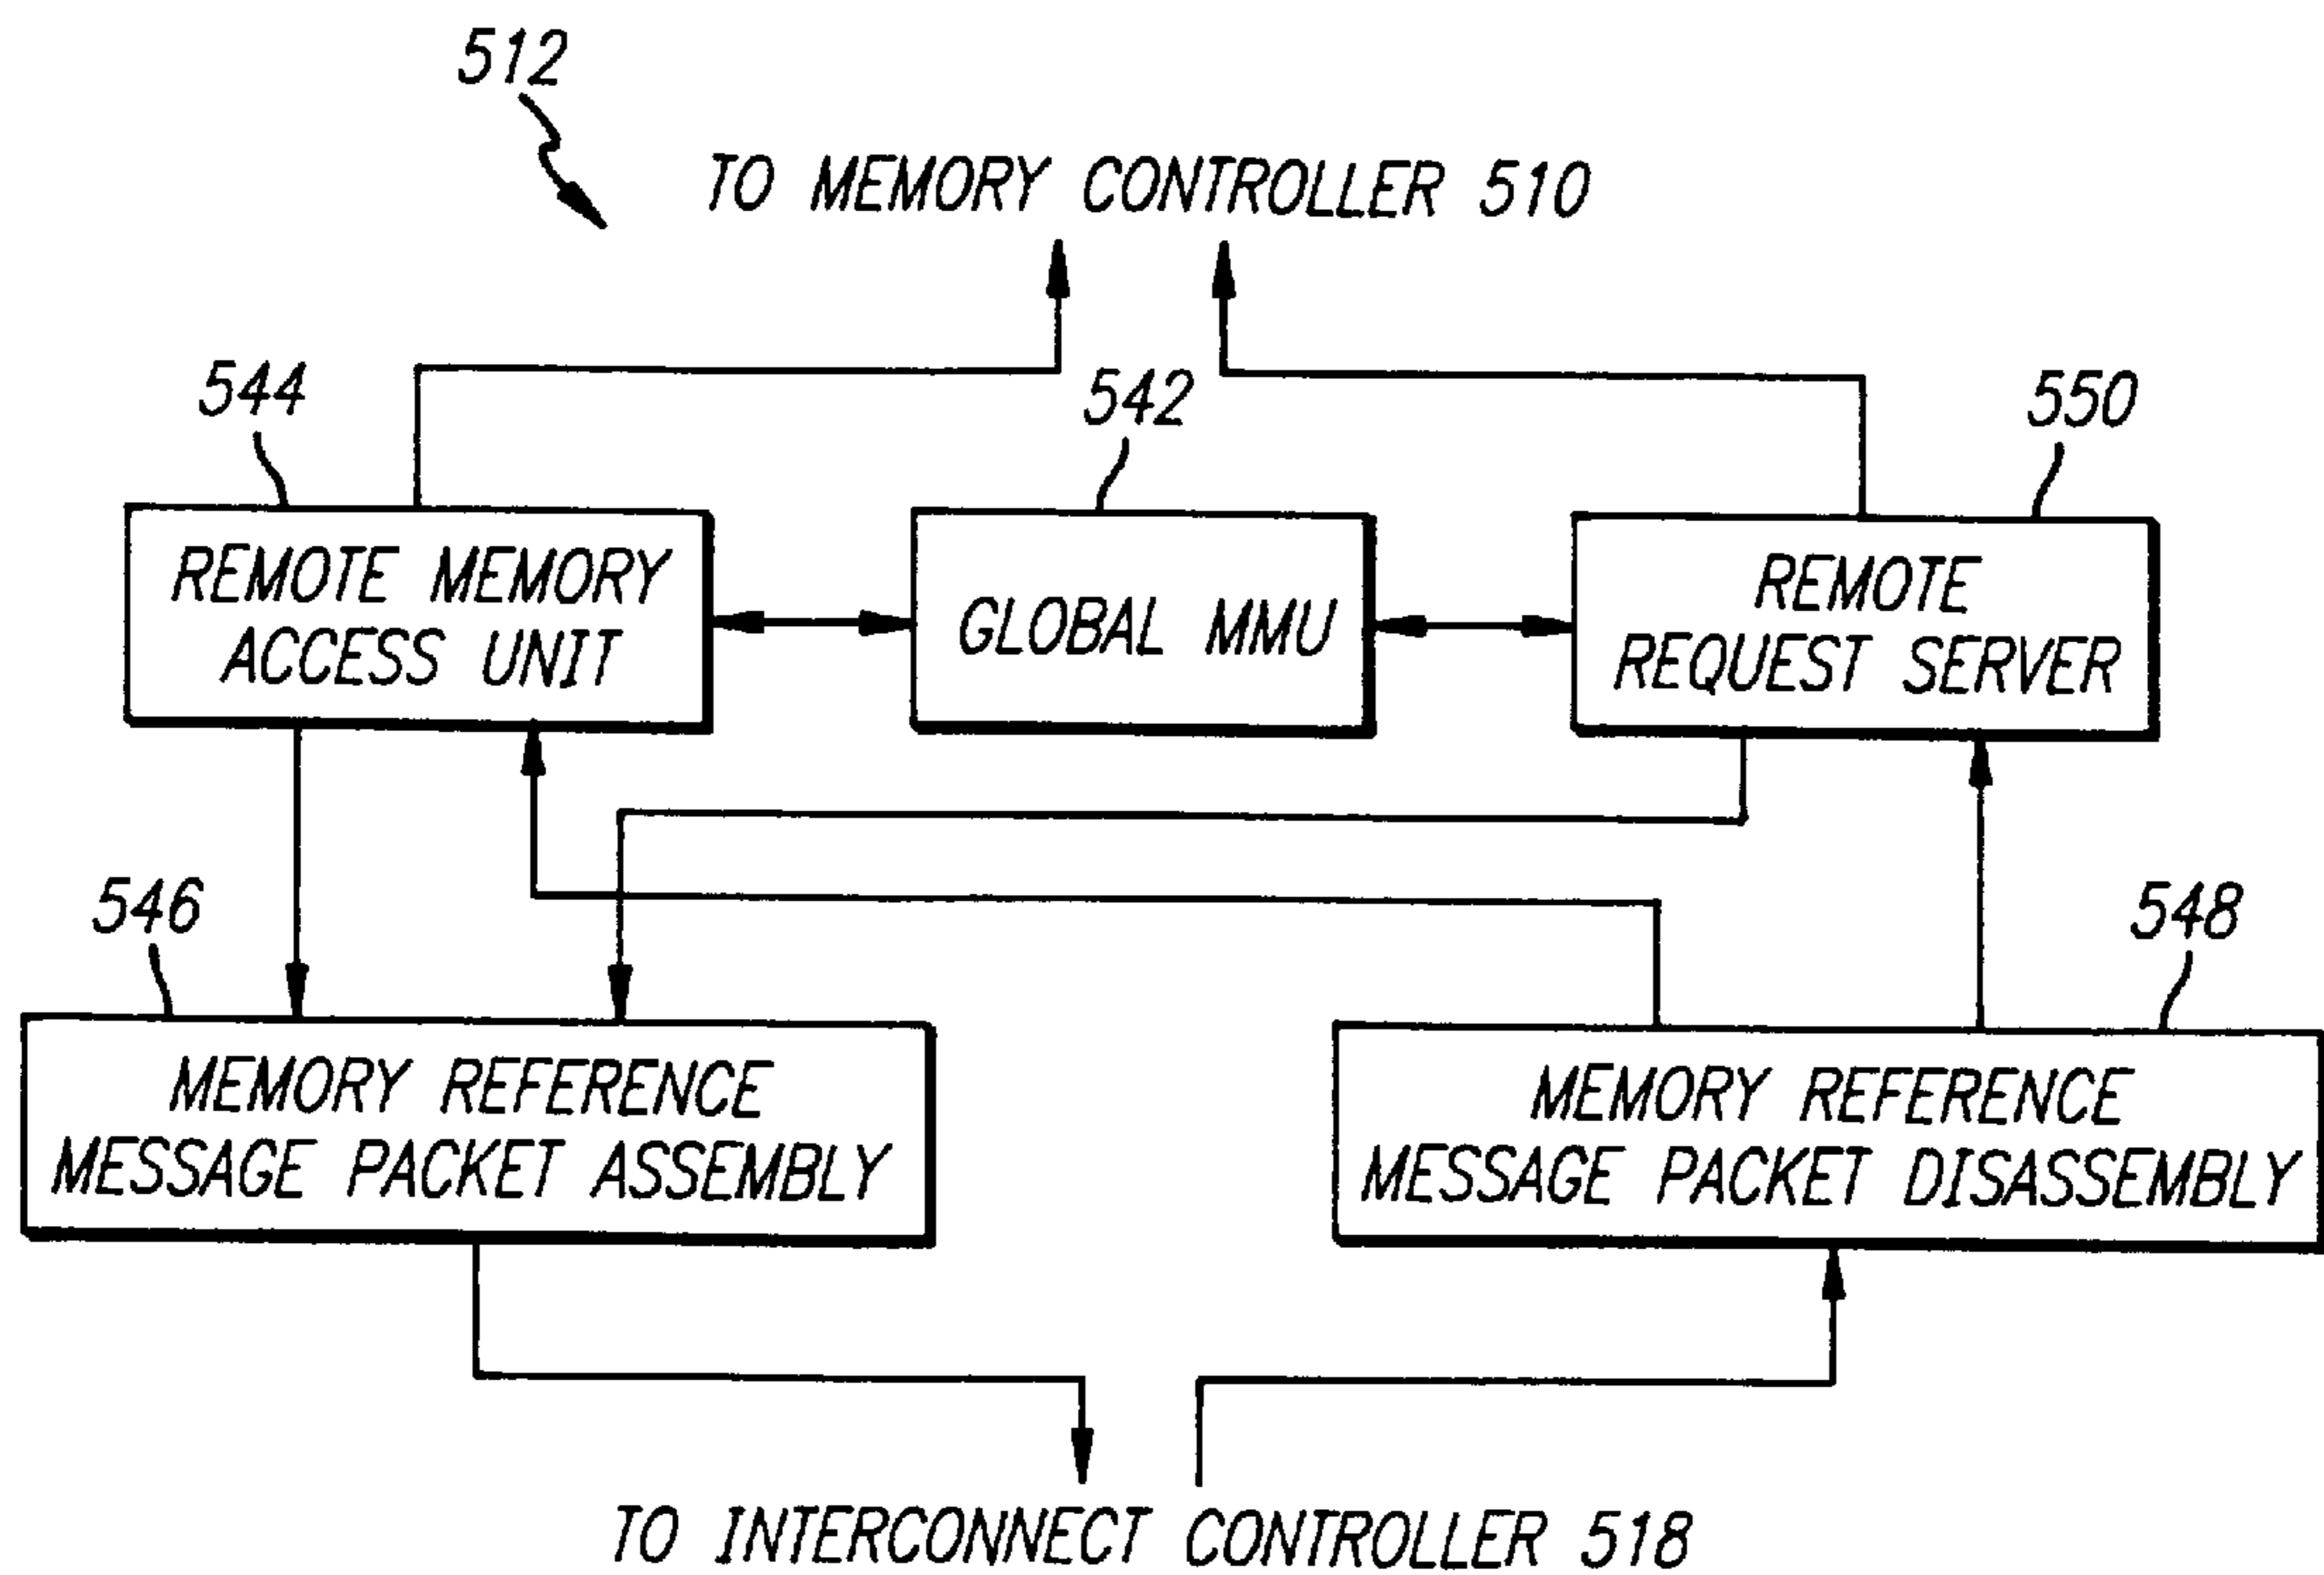 512
TO MEMORY CONTROLLER 510
544
542
550
REMOTE MEMORY
ACCESS UNIT
GLOBAL MMU
REMOTE
REQUEST SERVER
546
548
MEMORY REFERENCE
MESSAGE PACKET ASSEMBLY
MEMORY REFERENCE
MESSAGE PACKET DISASSEMBLY
TO INTERCONNECT CONTROLLER 518